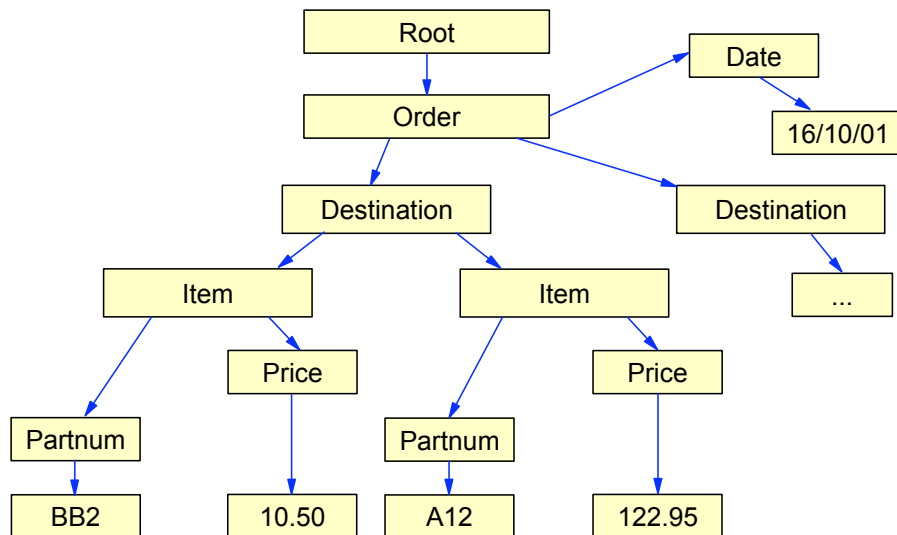 Root
Date
Order
16/10/01
Destination
Destination
Item
Item
...
Price
Price
Partnum
Partnum
BB2
10.50
A12
122.95